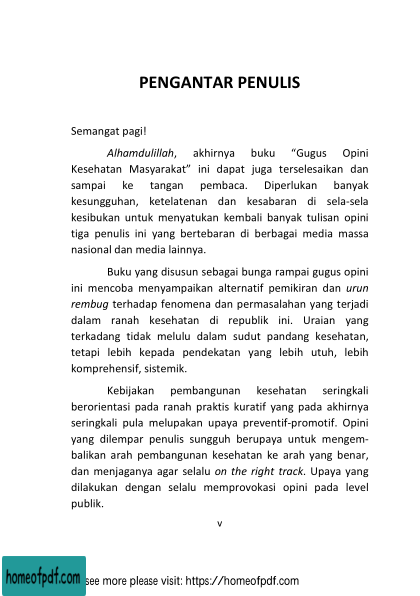 PENGANTAR PENULIS
Semangat pagi!
Alhamdulillah, akhirnya buku “Gugus Opini
Kesehatan Masyarakat” ini dapat juga terselesaikan dan
sampai ke tangan pembaca. Diperlukan banyak
kesungguhan, ketelatenan dan kesabaran di sela-sela
kesibukan untuk menyatukan kembali banyak tulisan opini
tiga penulis ini yang bertebaran di berbagai media massa
nasional dan media lainnya.
Buku yang disusun sebagai bunga rampai gugus opini
ini mencoba menyampaikan alternatif pemikiran dan urun
rembug terhadap fenomena dan permasalahan yang terjadi
dalam ranah kesehatan di republik ini. Uraian yang
terkadang tidak melulu dalam sudut pandang kesehatan,
tetapi lebih kepada pendekatan yang lebih utuh, lebih
komprehensif, sistemik.
Kebijakan pembangunan kesehatan seringkali
berorientasi pada ranah praktis kuratif yang pada akhirnya
seringkali pula melupakan upaya preventif-promotif. Opini
yang dilempar penulis sungguh berupaya untuk mengem-
balikan arah pembangunan kesehatan ke arah yang benar,
dan menjaganya agar selalu on the right track. Upaya yang
dilakukan dengan selalu memprovokasi opini pada level
publik.
v
homeofpdf.com
see more please visit: https://homeofpdf.com